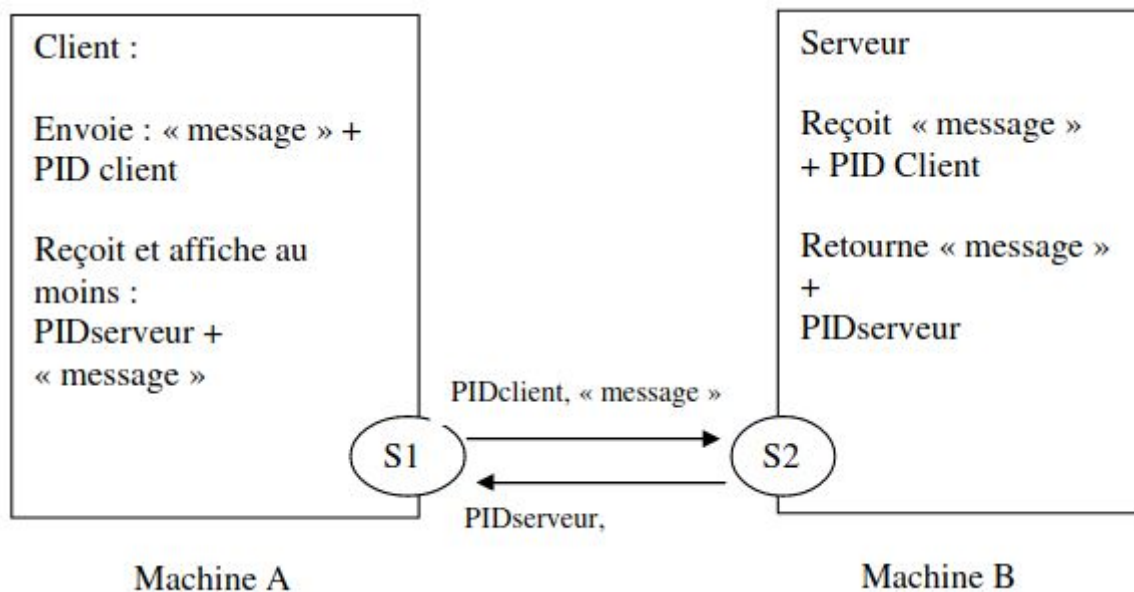 Client :
Envoie : « message » +
PID client
Reçoit et affiche au
moins :
PIDserveur +
« message »
Serveur
Reçoit « message »
+ PID Client
Retourne « message »
+
PIDserveur
PIDclient, « message »
S1
S2
PIDserveur,
Machine A
Machine B